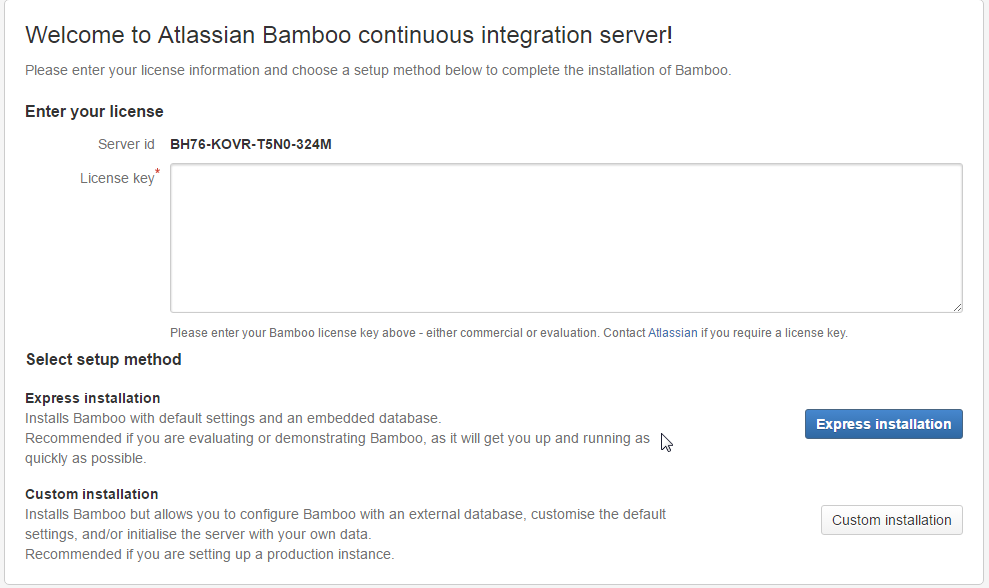 Welcome to Atlassian Bamboo continuous integration server!
Please enter your license information and choose a setup method below to complete the installation of Bamboo.
Enter your license
Server id BH76-KOVR-T5N0-324M
License key*
Please enter your Bamboo license key above - either commercial or evaluation. Contact Atlassian if you require a license key.
Select setup method
Express installation
Installs Bamboo with default settings and an embedded database.
Recommended if you are evaluating or demonstrating Bamboo, as it will get you up and running as
quickly as possible.
Express installation
Custom installation
Installs Bamboo but allows you to configure Bamboo with an external database, customise the default
settings, and/or initialise the server with your own data.
Recommended if you are setting up a production instance.
Custom installation